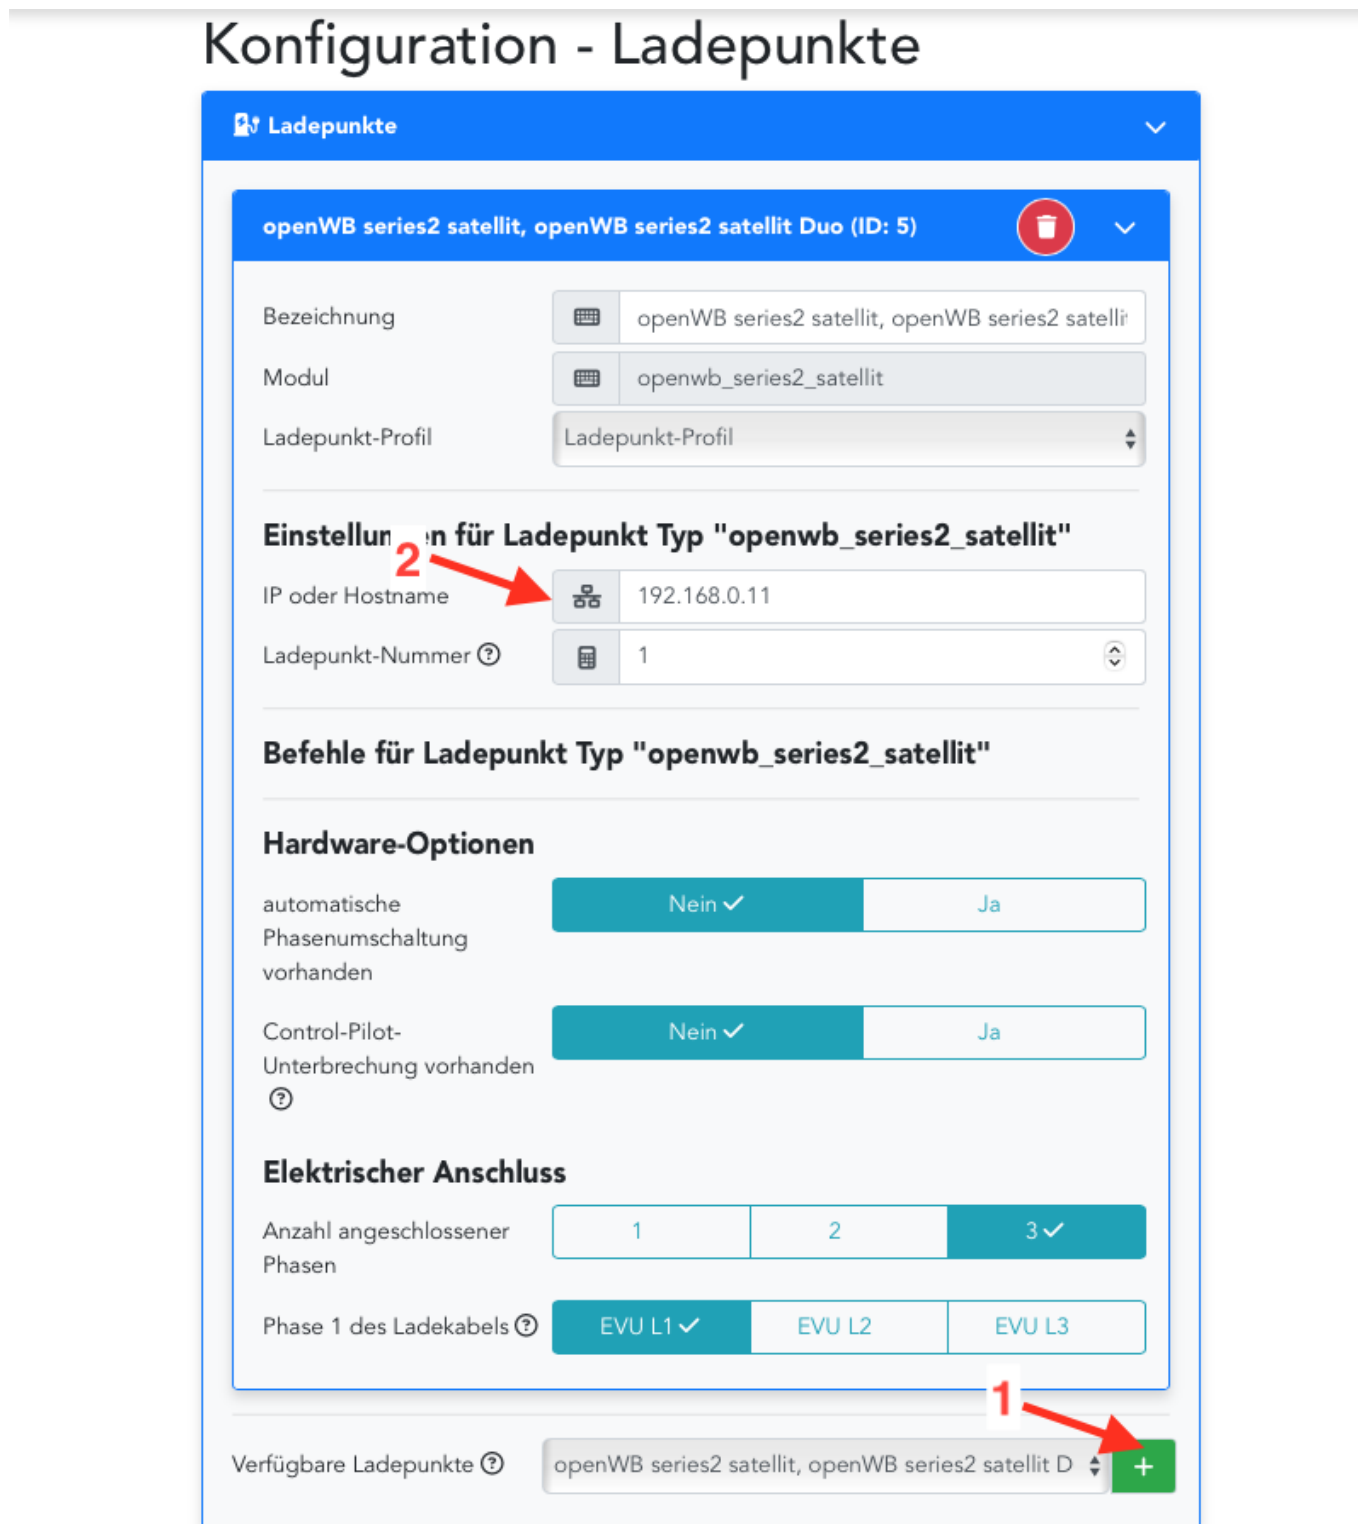 Konfiguration - Ladepunkte
Ladepunkte
openWB series2 satellit, openWB series2 satellit Duo (ID: 5)
Bezeichnung
openWB series2 satellit, openWB series2 satellit
Modul
openwb_series2_satellit
Ladepunkt-Profil
Ladepunkt-Profil
Einstellun en für Ladepunkt Typ "openwb_series2_satellit"
2
IP oder Hostname
192.168.0.11
Ladepunkt-Nummer ?
1
Befehle für Ladepunkt Typ "openwb_series2_satellit"
Hardware-Optionen
automatische
Phasenumschaltung
vorhanden
Nein ✓ Ja
Control-Pilot-
Unterbrechung vorhanden
?
Nein ✓ Ja
Elektrischer Anschluss
Anzahl angeschlossener
Phasen
1 2 3 ✓
Phase 1 des Ladekabels ?
EVU L1 ✓ EVU L2 EVU L3
1
Verfügbare Ladepunkte ?
openWB series2 satellit, openWB series2 satellit D
+